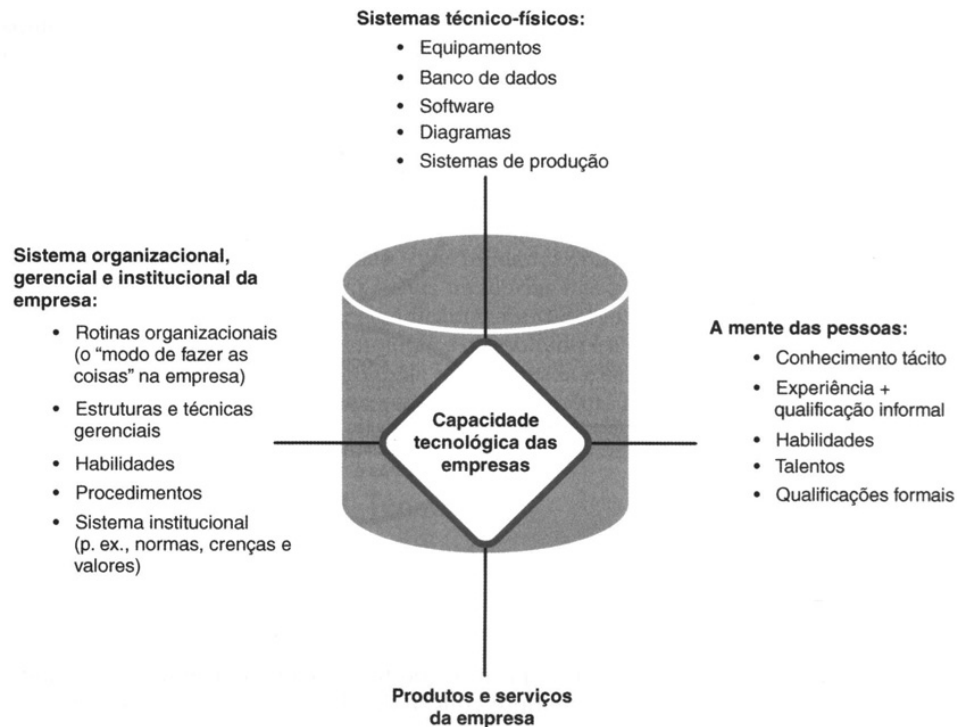 Sistemas técnico-físicos:
• Equipamentos
• Banco de dados
• Software
• Diagramas
• Sistemas de produção
Sistema organizacional,
gerencial e institucional da
empresa:
• Rotinas organizacionais
(o “modo de fazer as
coisas” na empresa)
• Estruturas e técnicas
gerenciais
• Habilidades
• Procedimentos
• Sistema institucional
(p. ex., normas, crenças e
valores)
Capacidade
tecnológica das
empresas
A mente das pessoas:
• Conhecimento tácito
• Experiência +
qualificação informal
• Habilidades
• Talentos
• Qualificações formais
Produtos e serviços
da empresa